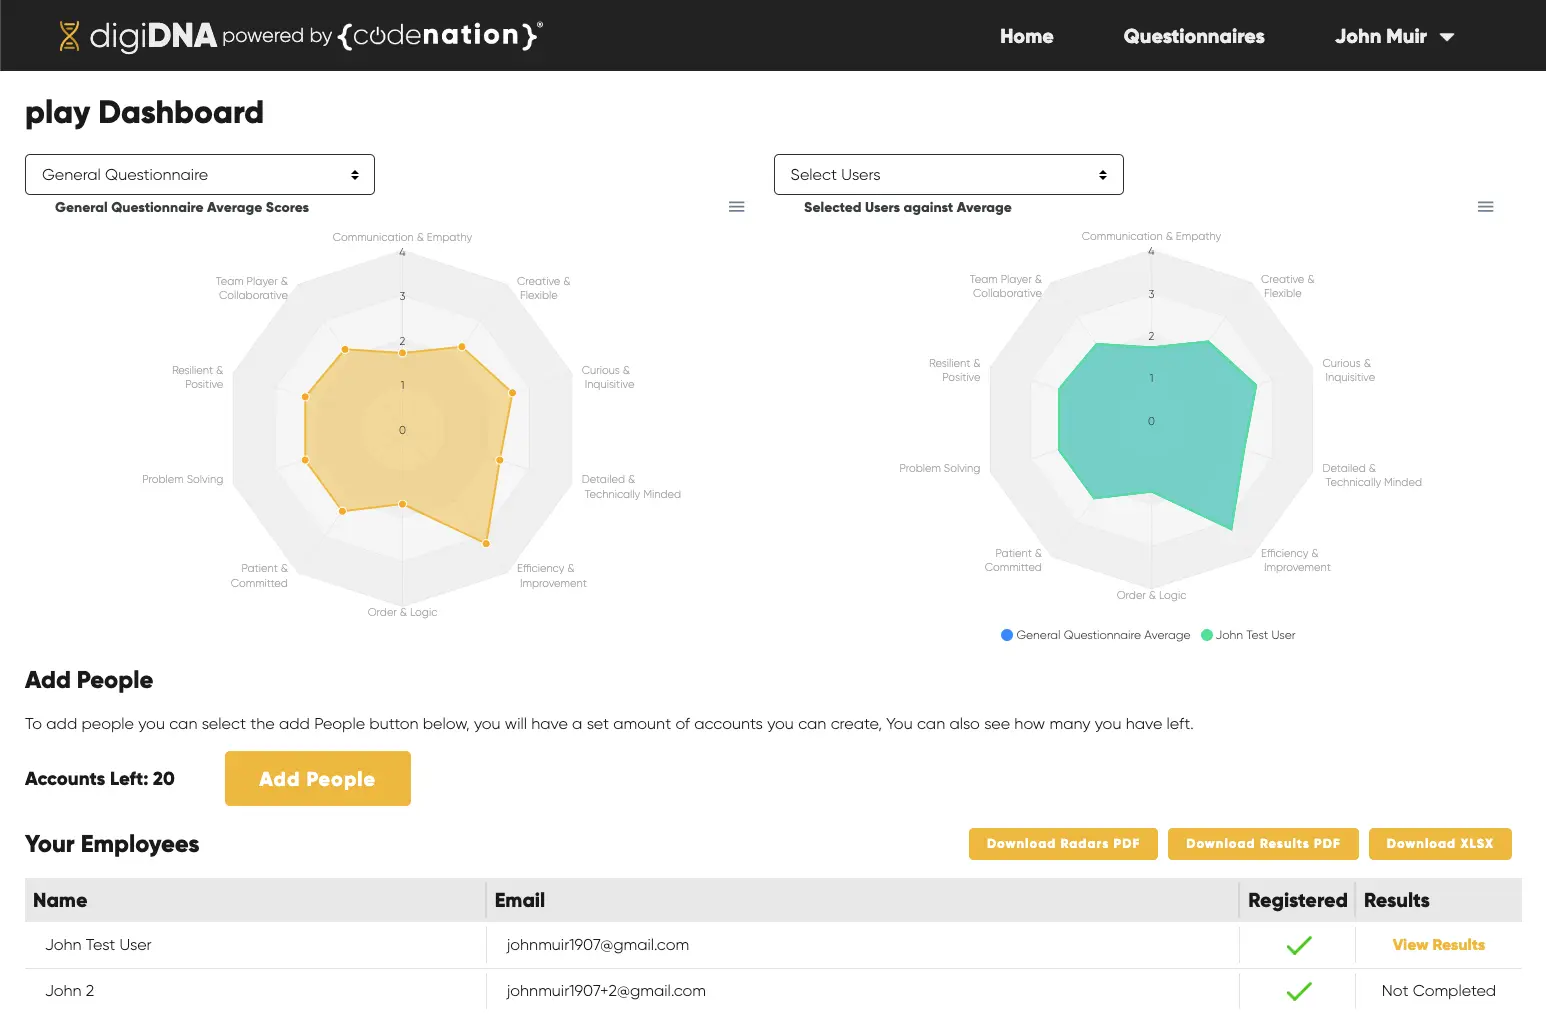 digiDNA powered by {codenation}®
Home Questionnaires John Muir
play Dashboard
General Questionnaire
Select Users
General Questionnaire Average Scores
Communication & Empathy
4
Team Player &
Collaborative
Creative &
Flexible
3
2
Resilient &
Positive
Curious &
Inquisitive
1
0
Problem Solving
Detailed &
Technically Minded
Patient &
Committed
Efficiency &
Improvement
Order & Logic
Selected Users against Average
Communication & Empathy
4
Team Player &
Collaborative
Creative &
Flexible
3
2
Resilient &
Positive
Curious &
Inquisitive
1
0
Problem Solving
Detailed &
Technically Minded
Patient &
Committed
Efficiency &
Improvement
Order & Logic
General Questionnaire Average John Test User
Add People
To add people you can select the add People button below, you will have a set amount of accounts you can create, You can also see how many you have left.
Accounts Left: 20 Add People
Your Employees Download Radars PDF Download Results PDF Download XLSX
Name Email Registered Results
John Test User johnmuir1907@gmail.com View Results
John 2 johnmuir1907+2@gmail.com Not Completed